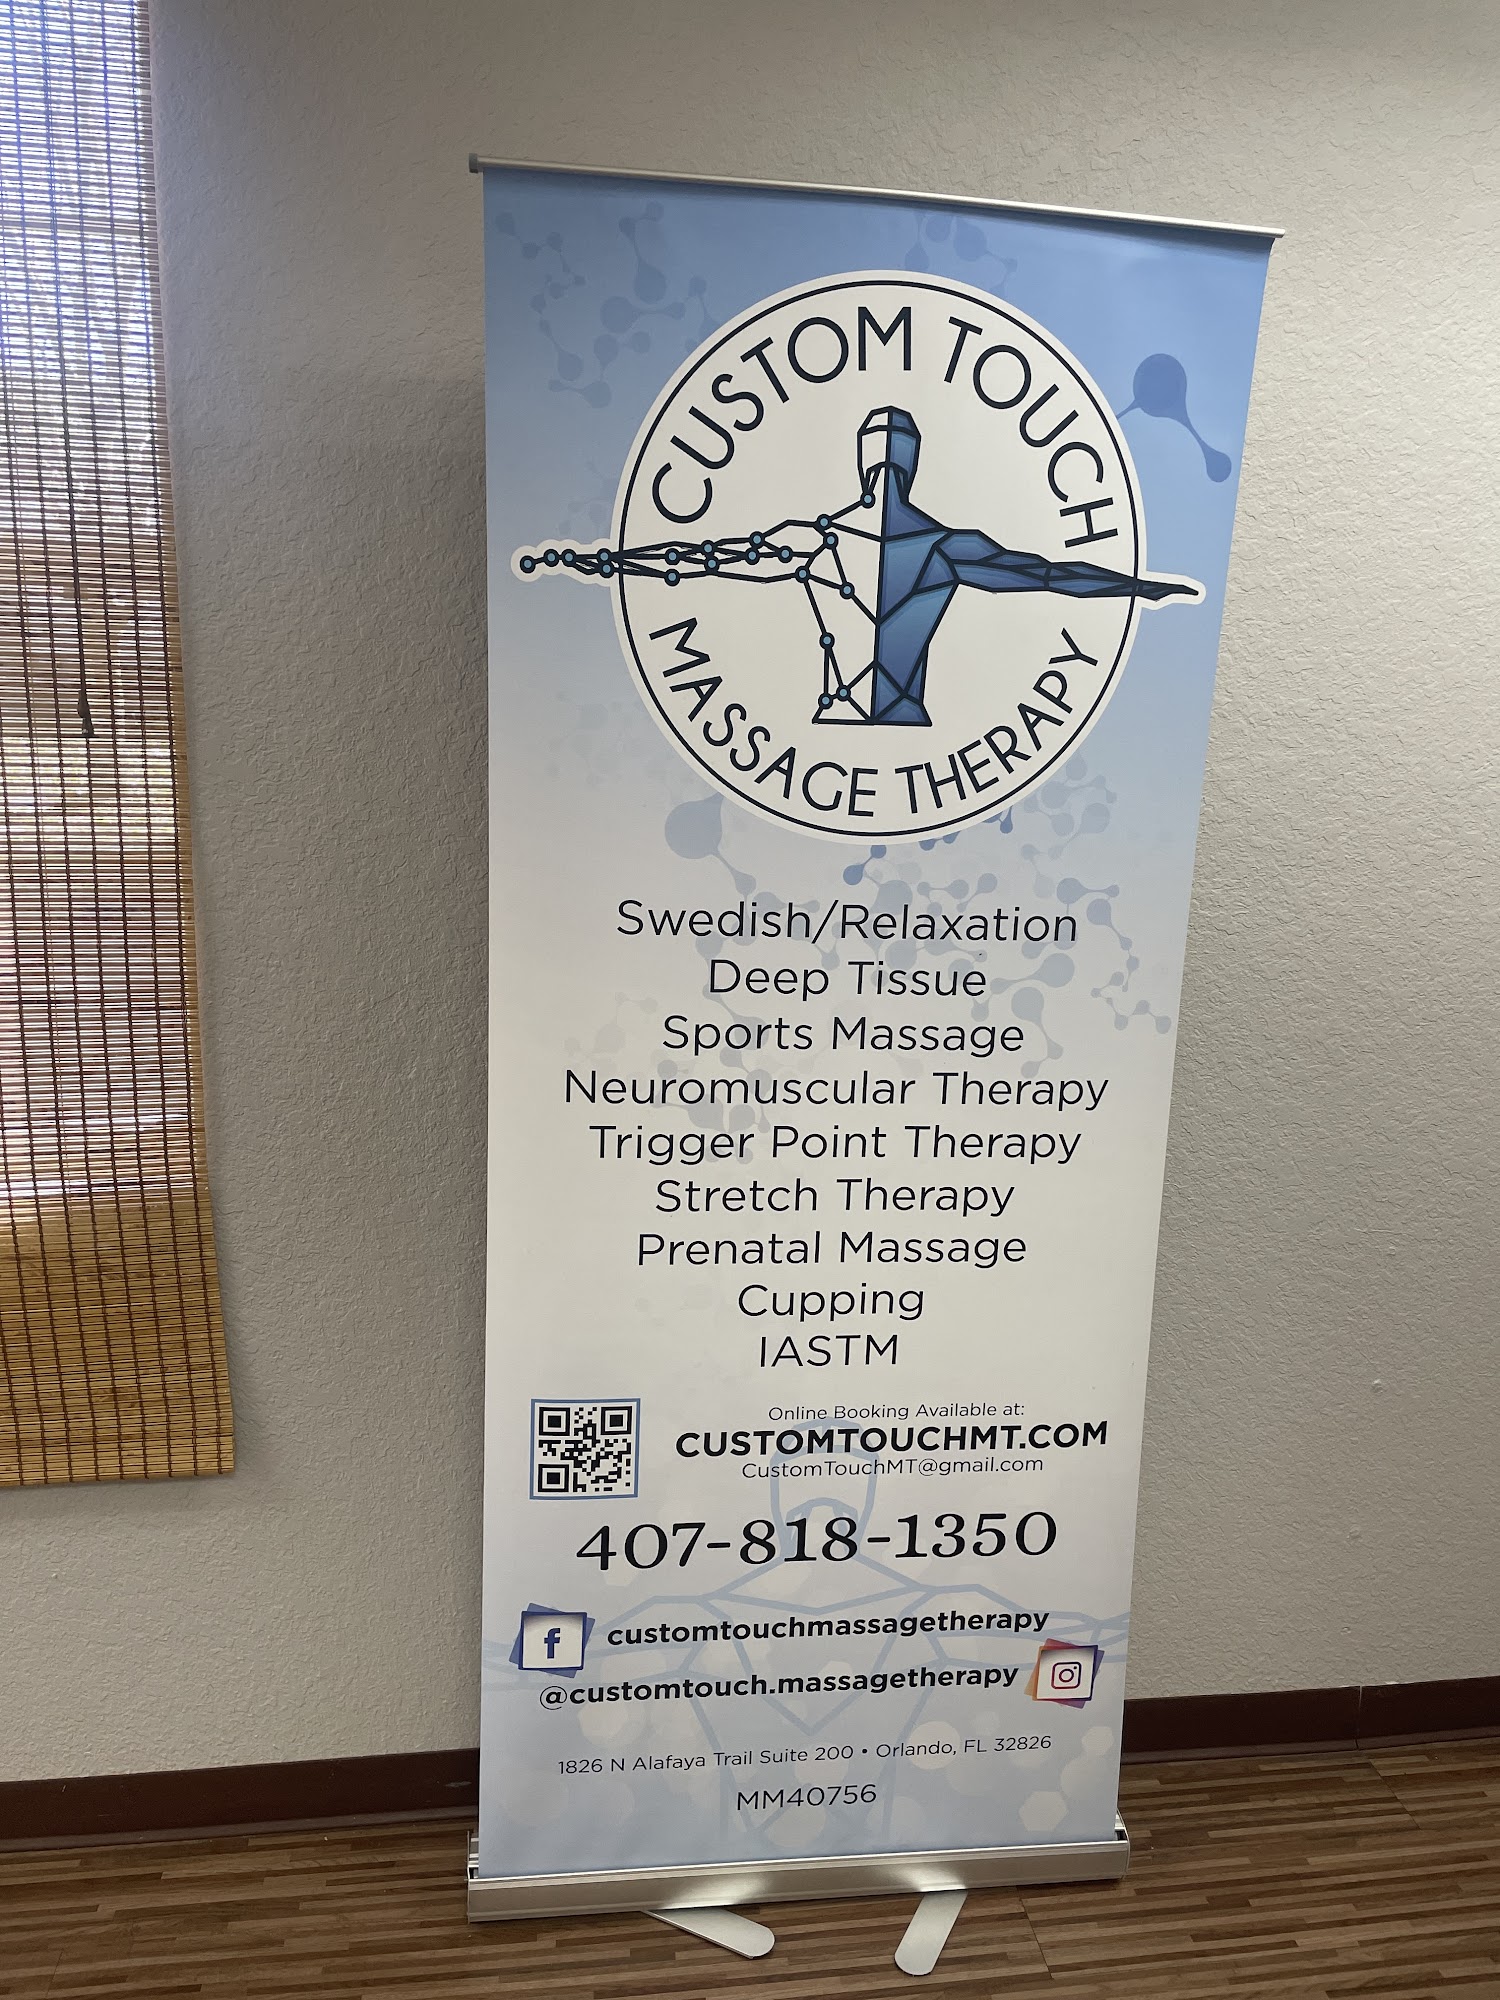 CUSTOM TOUCH
MASSAGE THERAPY
Swedish/Relaxation
Deep Tissue
Sports Massage
Neuromuscular Therapy
Trigger Point Therapy
Stretch Therapy
Prenatal Massage
Cupping
IASTM
Online Booking Available at:
CUSTOMTOUCHMT.COM
CustomTouchMT@gmail.com
407-818-1350
f customtouchmassagetherapy
@customtouch.massagetherapy
1826 N Alafaya Trail Suite 200 • Orlando, FL 32826
MM40756